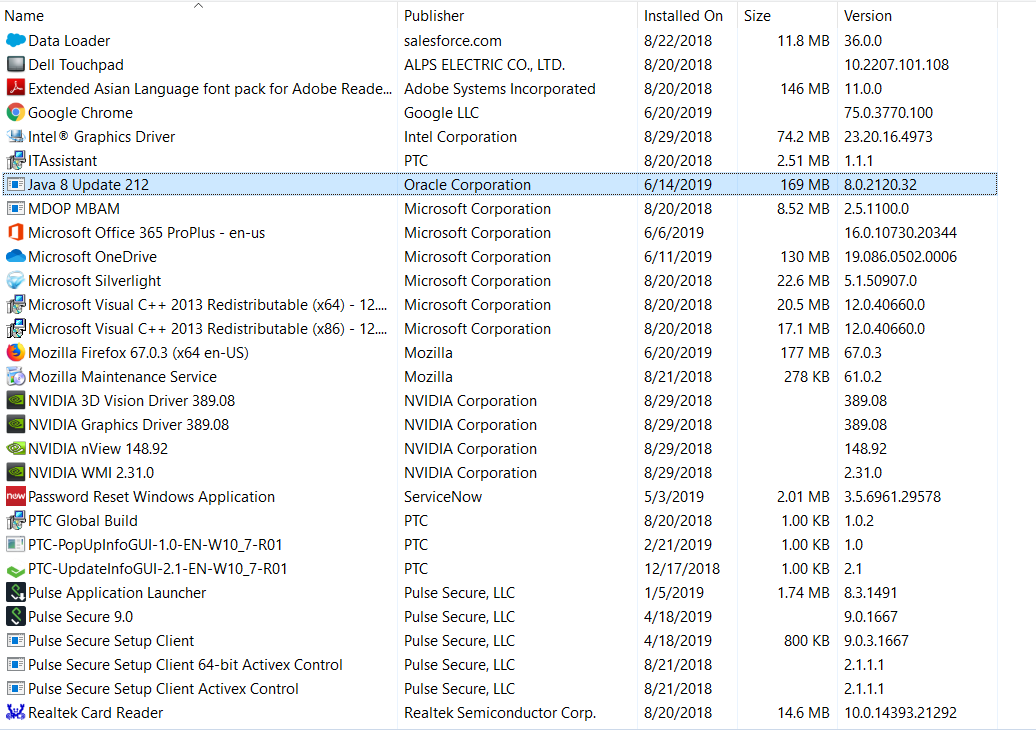 Name Publisher Installed On Size Version
Data Loader salesforce.com 8/22/2018 11.8 MB 36.0.0
Dell Touchpad ALPS ELECTRIC CO., LTD. 8/20/2018 10.2207.101.108
Extended Asian Language font pack for Adobe Reade... Adobe Systems Incorporated 8/20/2018 146 MB 11.0.0
Google Chrome Google LLC 6/20/2019 75.0.3770.100
Intel® Graphics Driver Intel Corporation 8/29/2018 74.2 MB 23.20.16.4973
ITAssistant PTC 8/20/2018 2.51 MB 1.1.1
Java 8 Update 212 Oracle Corporation 6/14/2019 169 MB 8.0.2120.32
MDOP MBAM Microsoft Corporation 8/20/2018 8.52 MB 2.5.1100.0
Microsoft Office 365 ProPlus - en-us Microsoft Corporation 6/6/2019 16.0.10730.20344
Microsoft OneDrive Microsoft Corporation 6/11/2019 130 MB 19.086.0502.0006
Microsoft Silverlight Microsoft Corporation 8/20/2018 22.6 MB 5.1.50907.0
Microsoft Visual C++ 2013 Redistributable (x64) - 12.... Microsoft Corporation 8/20/2018 20.5 MB 12.0.40660.0
Microsoft Visual C++ 2013 Redistributable (x86) - 12.... Microsoft Corporation 8/20/2018 17.1 MB 12.0.40660.0
Mozilla Firefox 67.0.3 (x64 en-US) Mozilla 6/20/2019 177 MB 67.0.3
Mozilla Maintenance Service Mozilla 8/21/2018 278 KB 61.0.2
NVIDIA 3D Vision Driver 389.08 NVIDIA Corporation 8/29/2018 389.08
NVIDIA Graphics Driver 389.08 NVIDIA Corporation 8/29/2018 389.08
NVIDIA nView 148.92 NVIDIA Corporation 8/29/2018 148.92
NVIDIA WMI 2.31.0 NVIDIA Corporation 8/29/2018 2.31.0
now Password Reset Windows Application ServiceNow 5/3/2019 2.01 MB 3.5.6961.29578
PTC Global Build PTC 8/20/2018 1.00 KB 1.0.2
PTC-PopUpInfoGUI-1.0-EN-W10_7-R01 PTC 2/21/2019 1.00 KB 1.0
PTC-UpdateInfoGUI-2.1-EN-W10_7-R01 PTC 12/17/2018 1.00 KB 2.1
Pulse Application Launcher Pulse Secure, LLC 1/5/2019 1.74 MB 8.3.1491
Pulse Secure 9.0 Pulse Secure, LLC 4/18/2019 9.0.1667
Pulse Secure Setup Client Pulse Secure, LLC 4/18/2019 800 KB 9.0.3.1667
Pulse Secure Setup Client 64-bit Activex Control Pulse Secure, LLC 8/21/2018 2.1.1.1
Pulse Secure Setup Client Activex Control Pulse Secure, LLC 8/21/2018 2.1.1.1
Realtek Card Reader Realtek Semiconductor Corp. 8/20/2018 14.6 MB 10.0.14393.21292